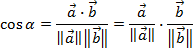 cos α = (a⃗ · b⃗) / (‖a⃗‖‖b⃗‖) = a⃗/‖a⃗‖ · b⃗/‖b⃗‖